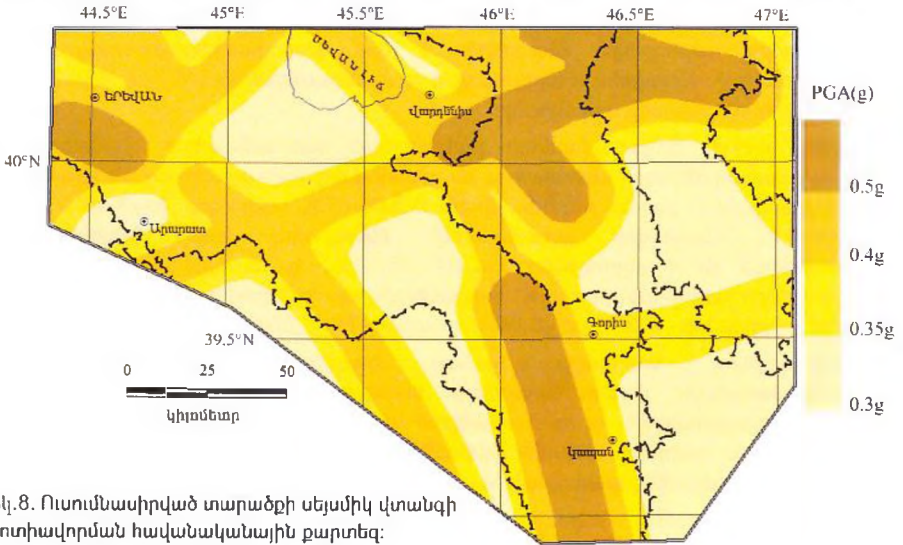 44.5°E 45°E 45.5°E 46°E 46.5°E 47°E
ՍԵՎԱՆԱ ԼԻՃ
ԵՐԵՎԱՆ
Վարդենիս
PGA(g)
40°N
0.5g
Արարատ
0.4g
Գորիս
0.35g
39.5°N
0 25 50
կիլոմետր
0.3g
Կապան
կ.8. Ուսումնասիրված տարածքի սեյսմիկ վտանգի
ոտիավորման հավանականային քարտեզ: